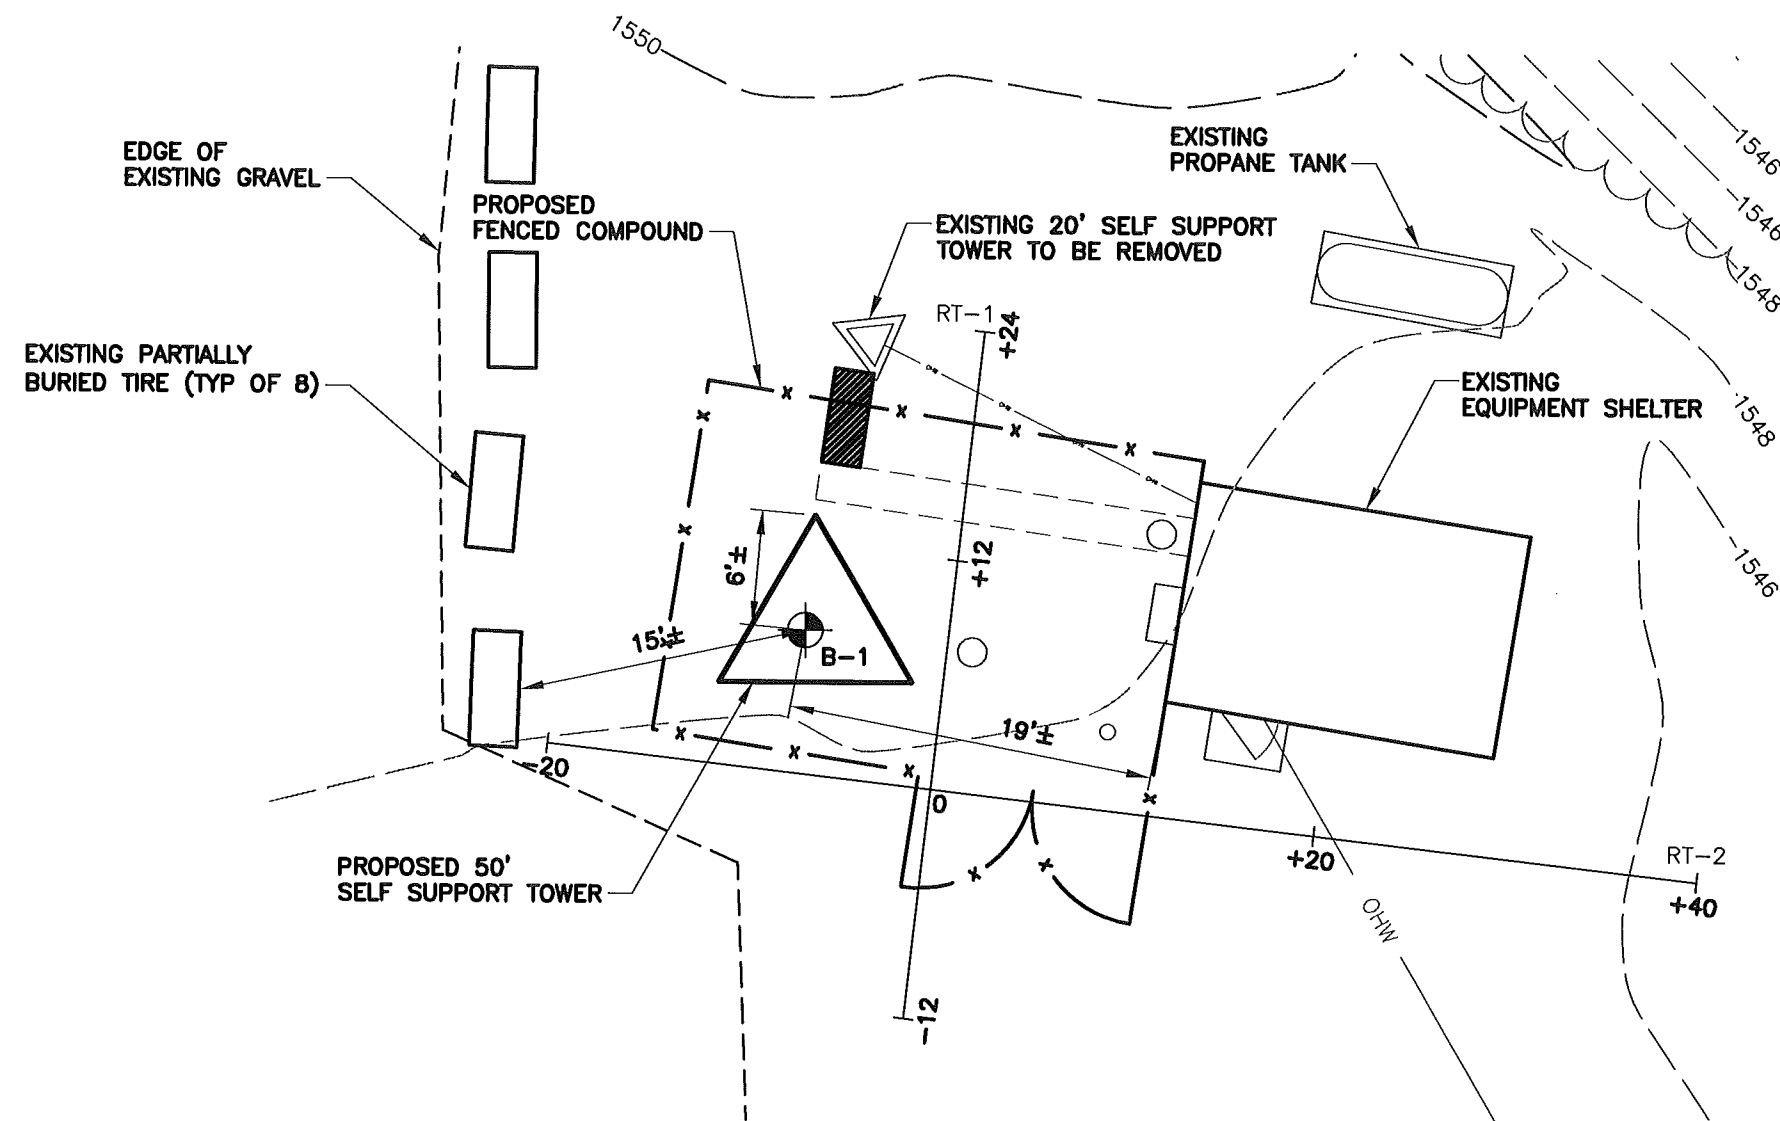 1550
EDGE OF
EXISTING GRAVEL
PROPOSED
FENCED COMPOUND
EXISTING 20' SELF SUPPORT
TOWER TO BE REMOVED
EXISTING
PROPANE TANK
1546
1546
1548
RT-1
+24
EXISTING PARTIALLY
BURIED TIRE (TYP OF 8)
EXISTING
EQUIPMENT SHELTER
1548
6'±
+12
1546
15'±
B-1
19'±
-20
0
+20
RT-2
+40
PROPOSED 50'
SELF SUPPORT TOWER
OHW
-12